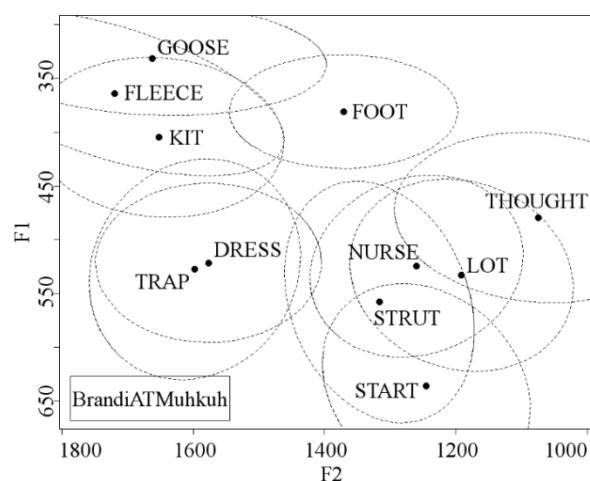 GOOSE
350
FLEECE
FOOT
KIT
450
THOUGHT
F1
DRESS
NURSE
LOT
TRAP
550
STRUT
START
BrandiATMuhkuh
650
1800
1600
1400
1200
1000
F2